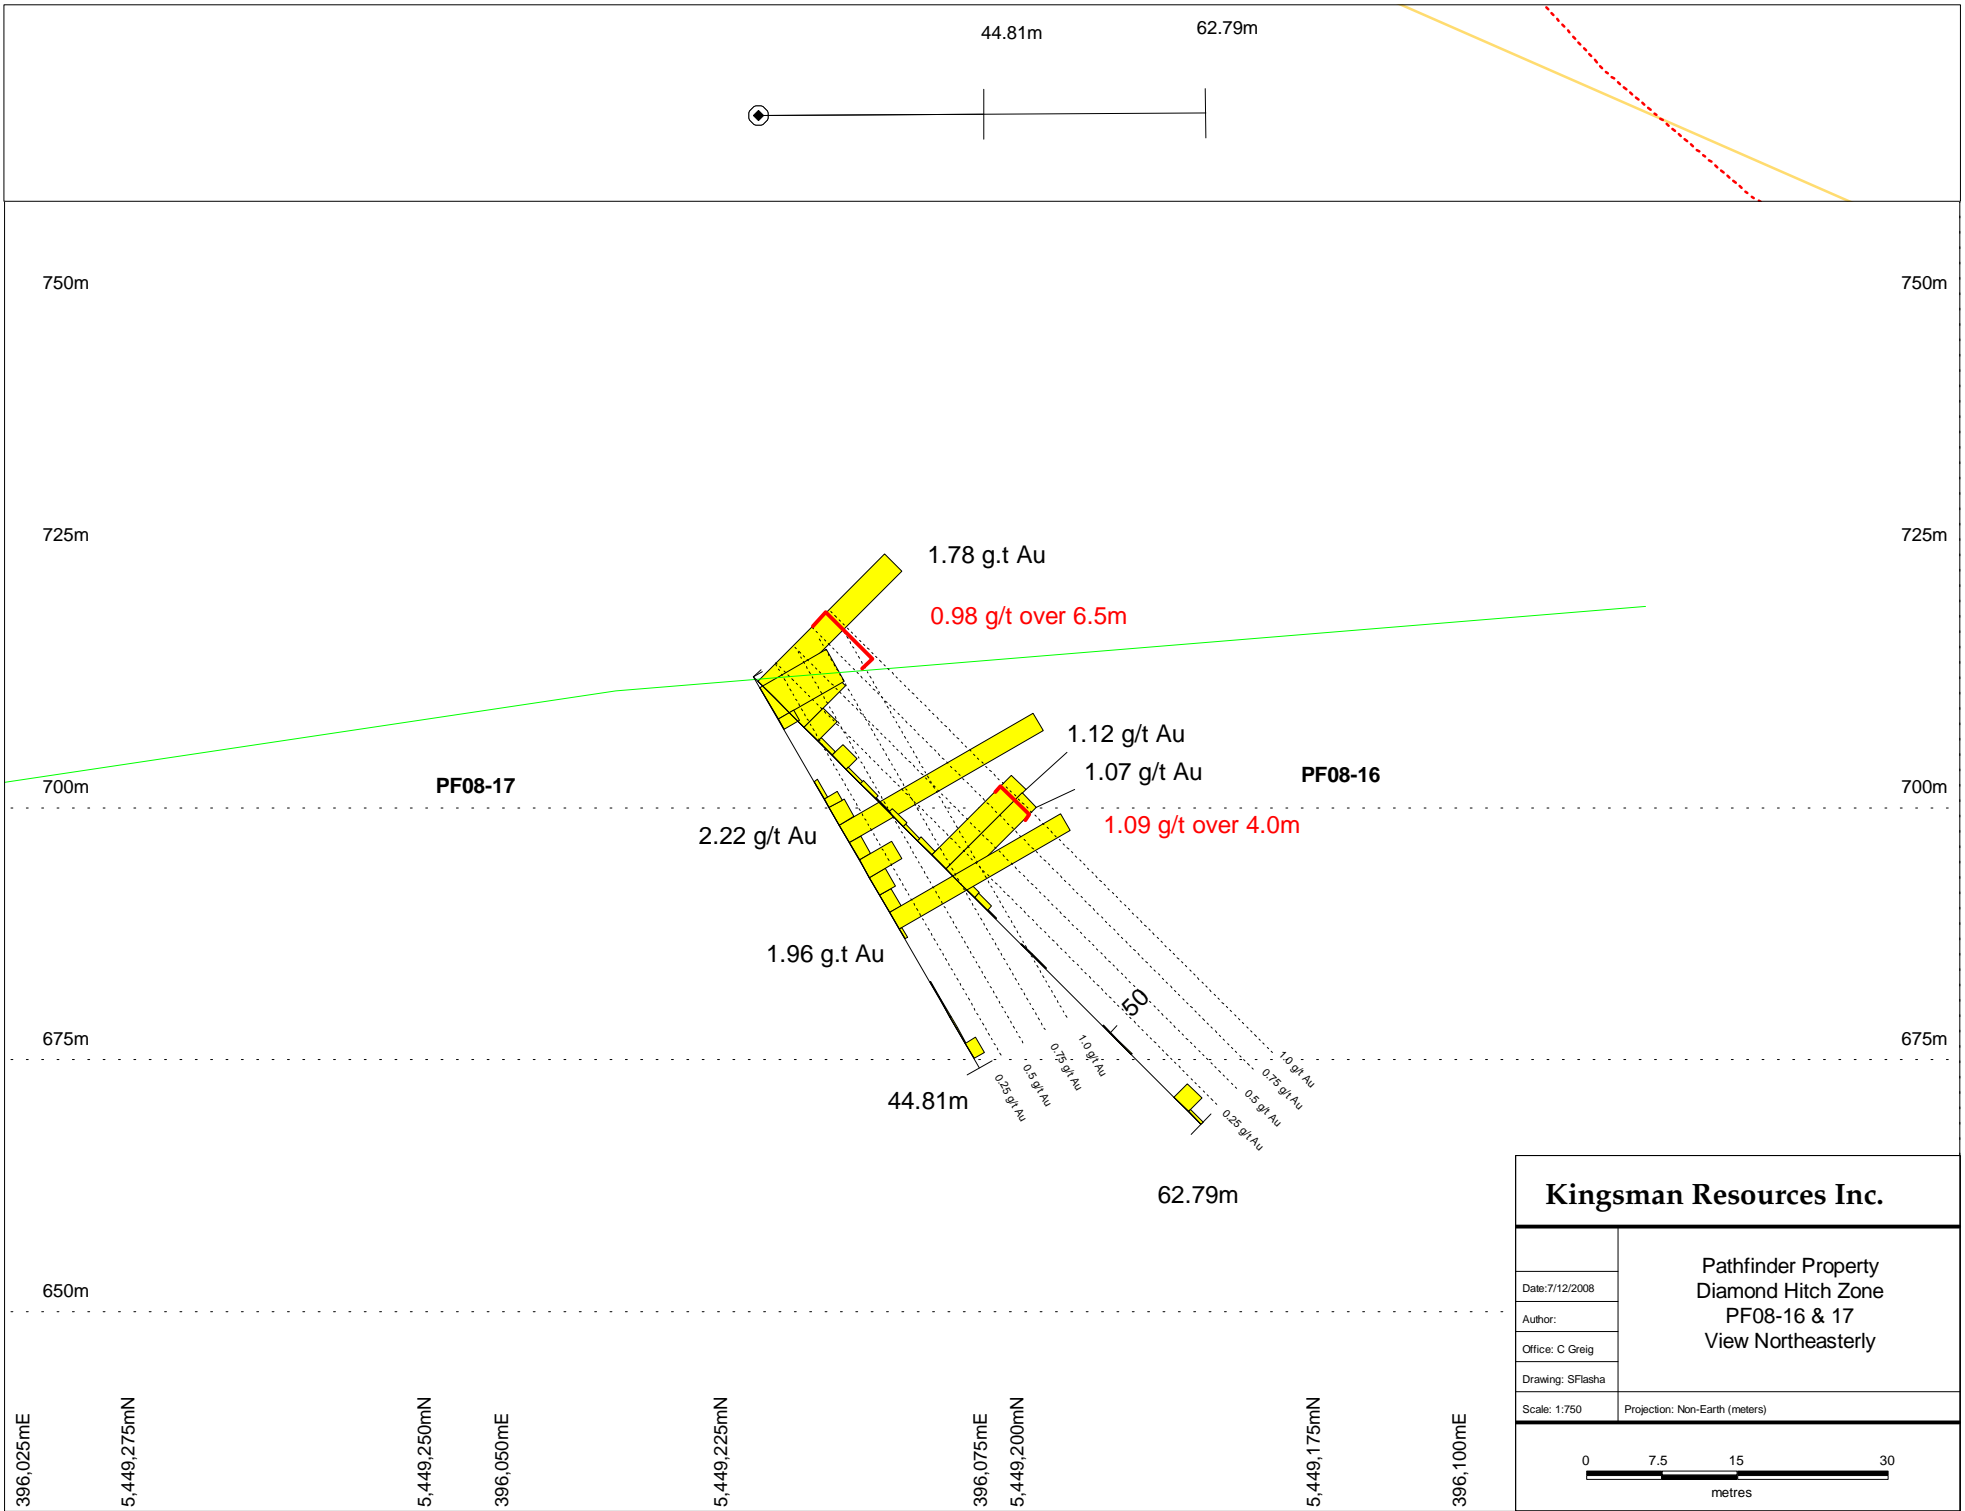 44.81m
62.79m
750m
750m
725m
725m
1.78 g.t Au
0.98 g/t over 6.5m
1.12 g/t Au
1.07 g/t Au
PF08-16
PF08-17
700m
700m
1.09 g/t over 4.0m
2.22 g/t Au
1.96 g.t Au
50
675m
675m
1.0 g/t Au
0.75 g/t Au
0.5 g/t Au
0.25 g/t Au
1.0 g/t Au
0.75 g/t Au
0.5 g/t Au
0.25 g/t Au
44.81m
62.79m
650m
Kingsman Resources Inc.
Pathfinder Property
Diamond Hitch Zone
PF08-16 & 17
View Northeasterly
Date:7/12/2008
Author:
Office: C Greig
Drawing: SFlasha
Scale: 1:750
Projection: Non-Earth (meters)
0 7.5 15 30
metres
396,025mE
5,449,275mN
5,449,250mN
396,050mE
5,449,225mN
396,075mE
5,449,200mN
5,449,175mN
396,100mE